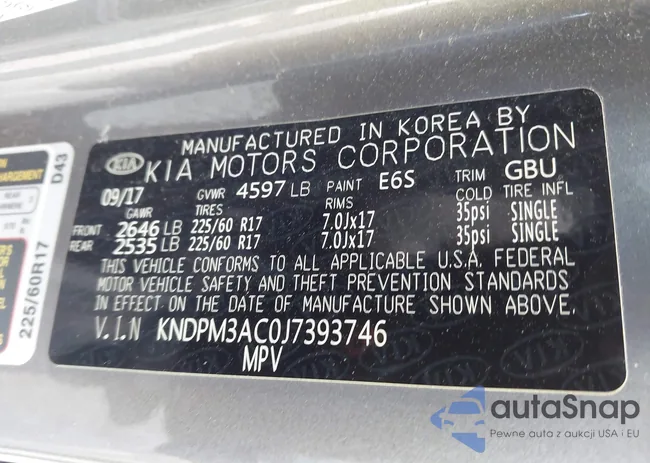 MANUFACTURED IN KOREA BY
KIA KIA MOTORS CORPORATION
09/17 GVWR 4597 LB PAINT E6S TRIM GBU
GAWR TIRES RIMS COLD TIRE INFL
FRONT 2646 LB 225/60 R17 7.0Jx17 35psi SINGLE
REAR 2535 LB 225/60 R17 7.0Jx17 35psi SINGLE
THIS VEHICLE CONFORMS TO ALL APPLICABLE U.S.A. FEDERAL
MOTOR VEHICLE SAFETY AND THEFT PREVENTION STANDARDS
IN EFFECT ON THE DATE OF MANUFACTURE SHOWN ABOVE.
V.I.N KNDPM3AC0J7393746
MPV
D43
225/60R17
autaSnap
Pewne auta z aukcji USA i EU